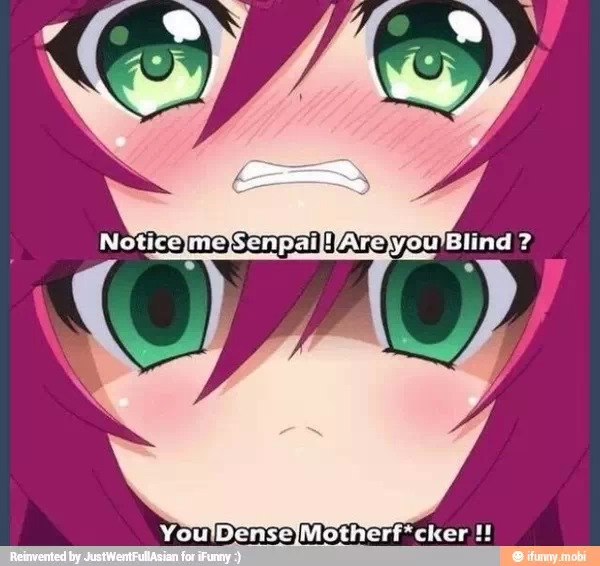 Notice me Senpai ! Are you Blind ?
You Dense Motherf*cker !!
Reinvented by JustWentFullAsian for iFunny :)
ifunny.mobi